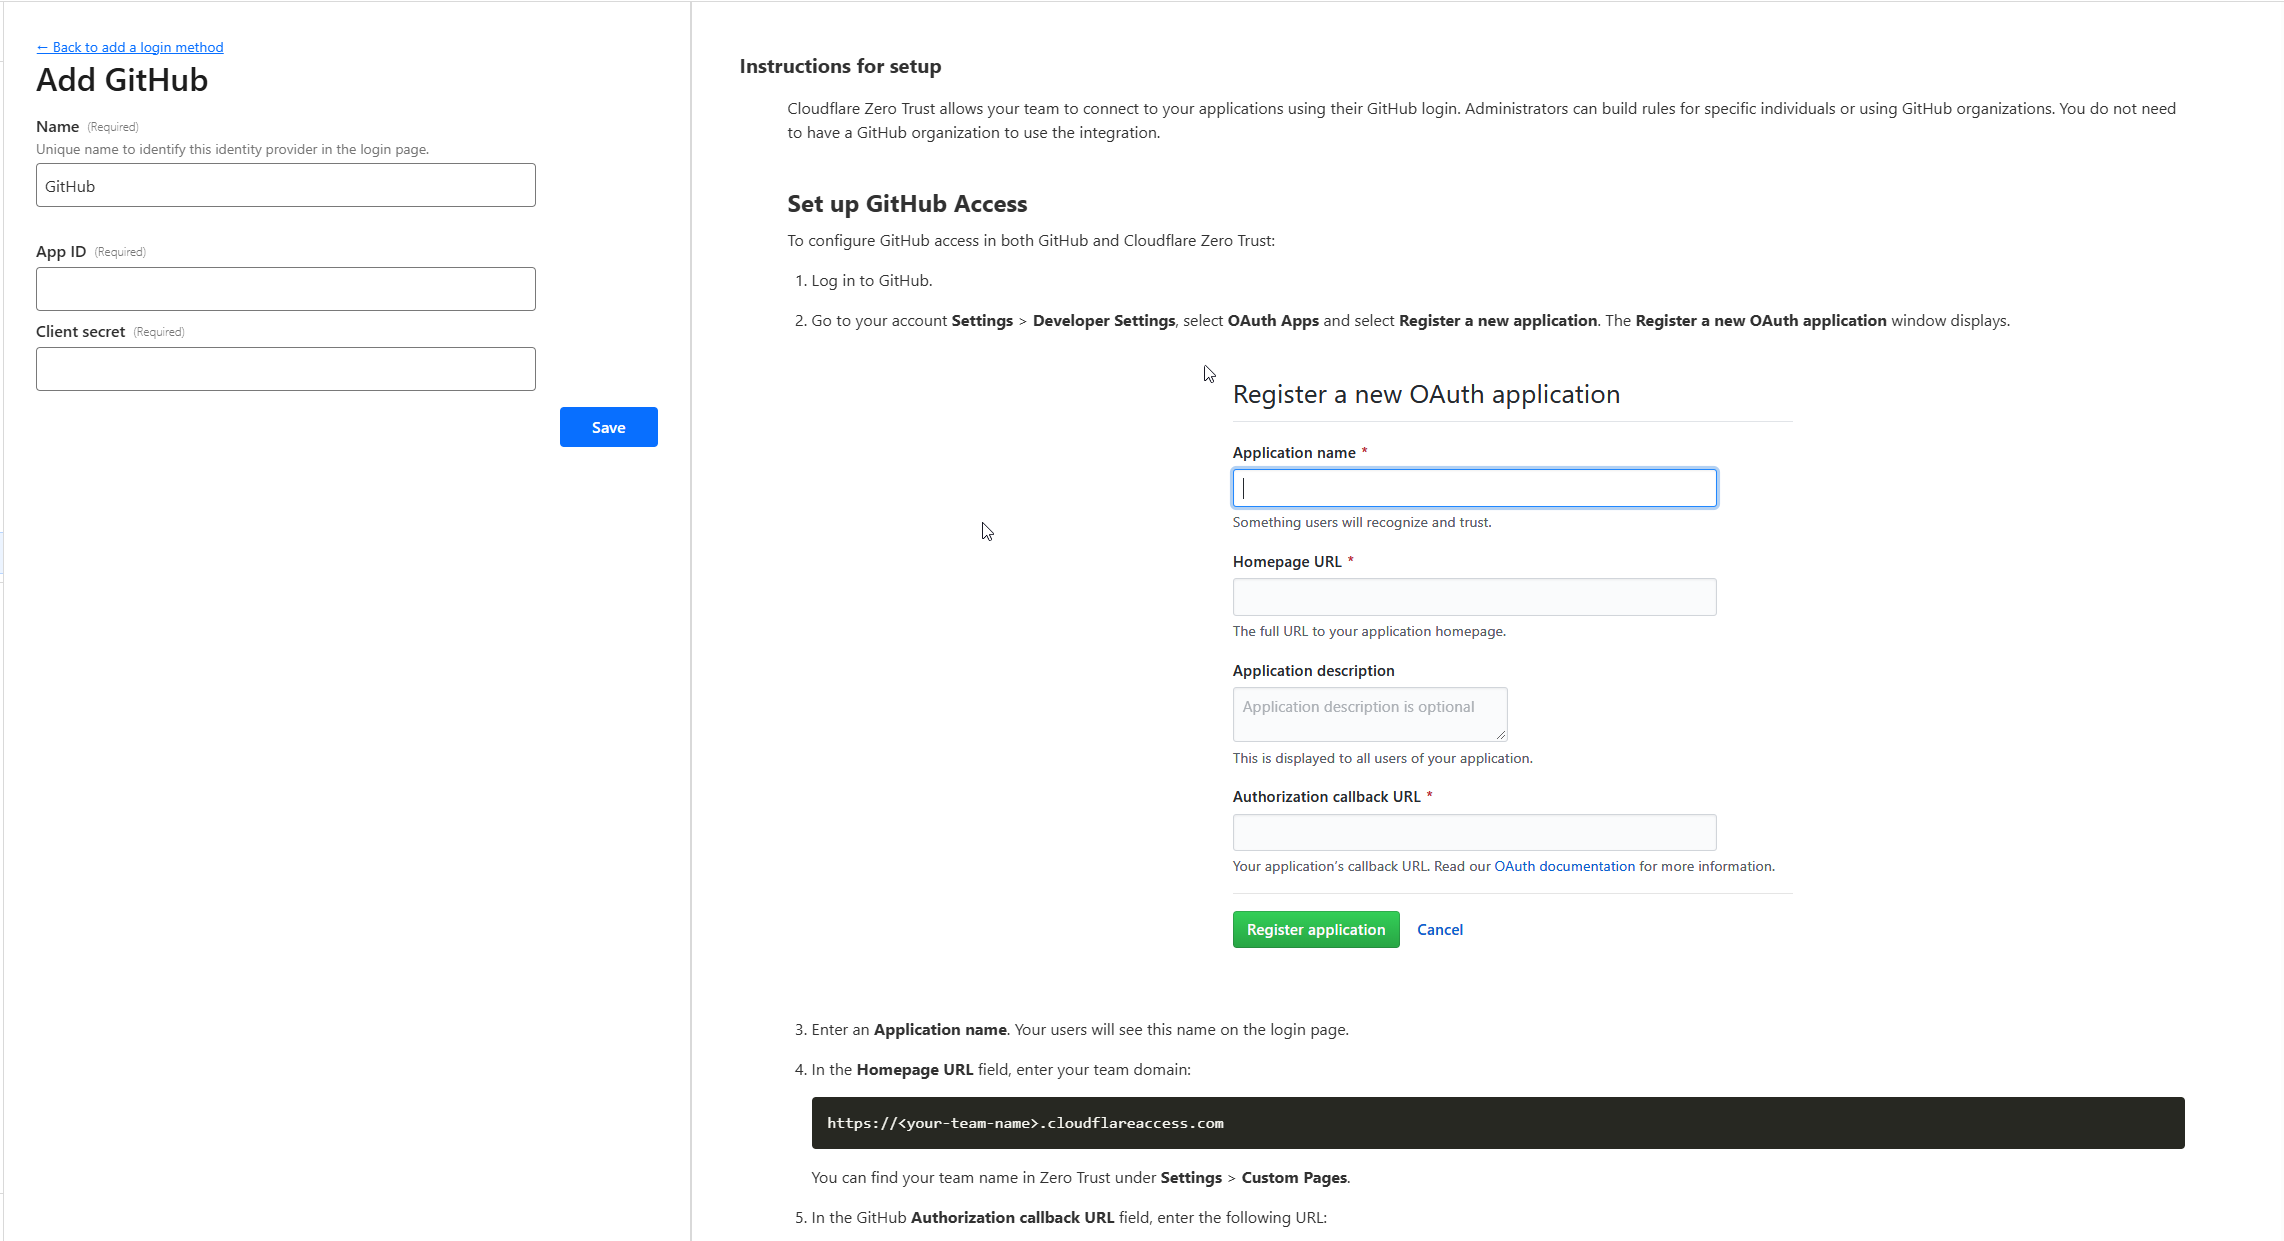 ← Back to add a login method
Add GitHub
Name (Required)
Unique name to identify this identity provider in the login page.
GitHub
App ID (Required)
Client secret (Required)
Save
Instructions for setup
Cloudflare Zero Trust allows your team to connect to your applications using their GitHub login. Administrators can build rules for specific individuals or using GitHub organizations. You do not need
to have a GitHub organization to use the integration.
Set up GitHub Access
To configure GitHub access in both GitHub and Cloudflare Zero Trust:
1. Log in to GitHub.
2. Go to your account Settings > Developer Settings, select OAuth Apps and select Register a new application. The Register a new OAuth application window displays.
Register a new OAuth application
Application name *
Something users will recognize and trust.
Homepage URL *
The full URL to your application homepage.
Application description
Application description is optional
This is displayed to all users of your application.
Authorization callback URL *
Your application's callback URL. Read our OAuth documentation for more information.
Register application Cancel
3. Enter an Application name. Your users will see this name on the login page.
4. In the Homepage URL field, enter your team domain:
https://<your-team-name>.cloudflareaccess.com
You can find your team name in Zero Trust under Settings > Custom Pages.
5. In the GitHub Authorization callback URL field, enter the following URL: